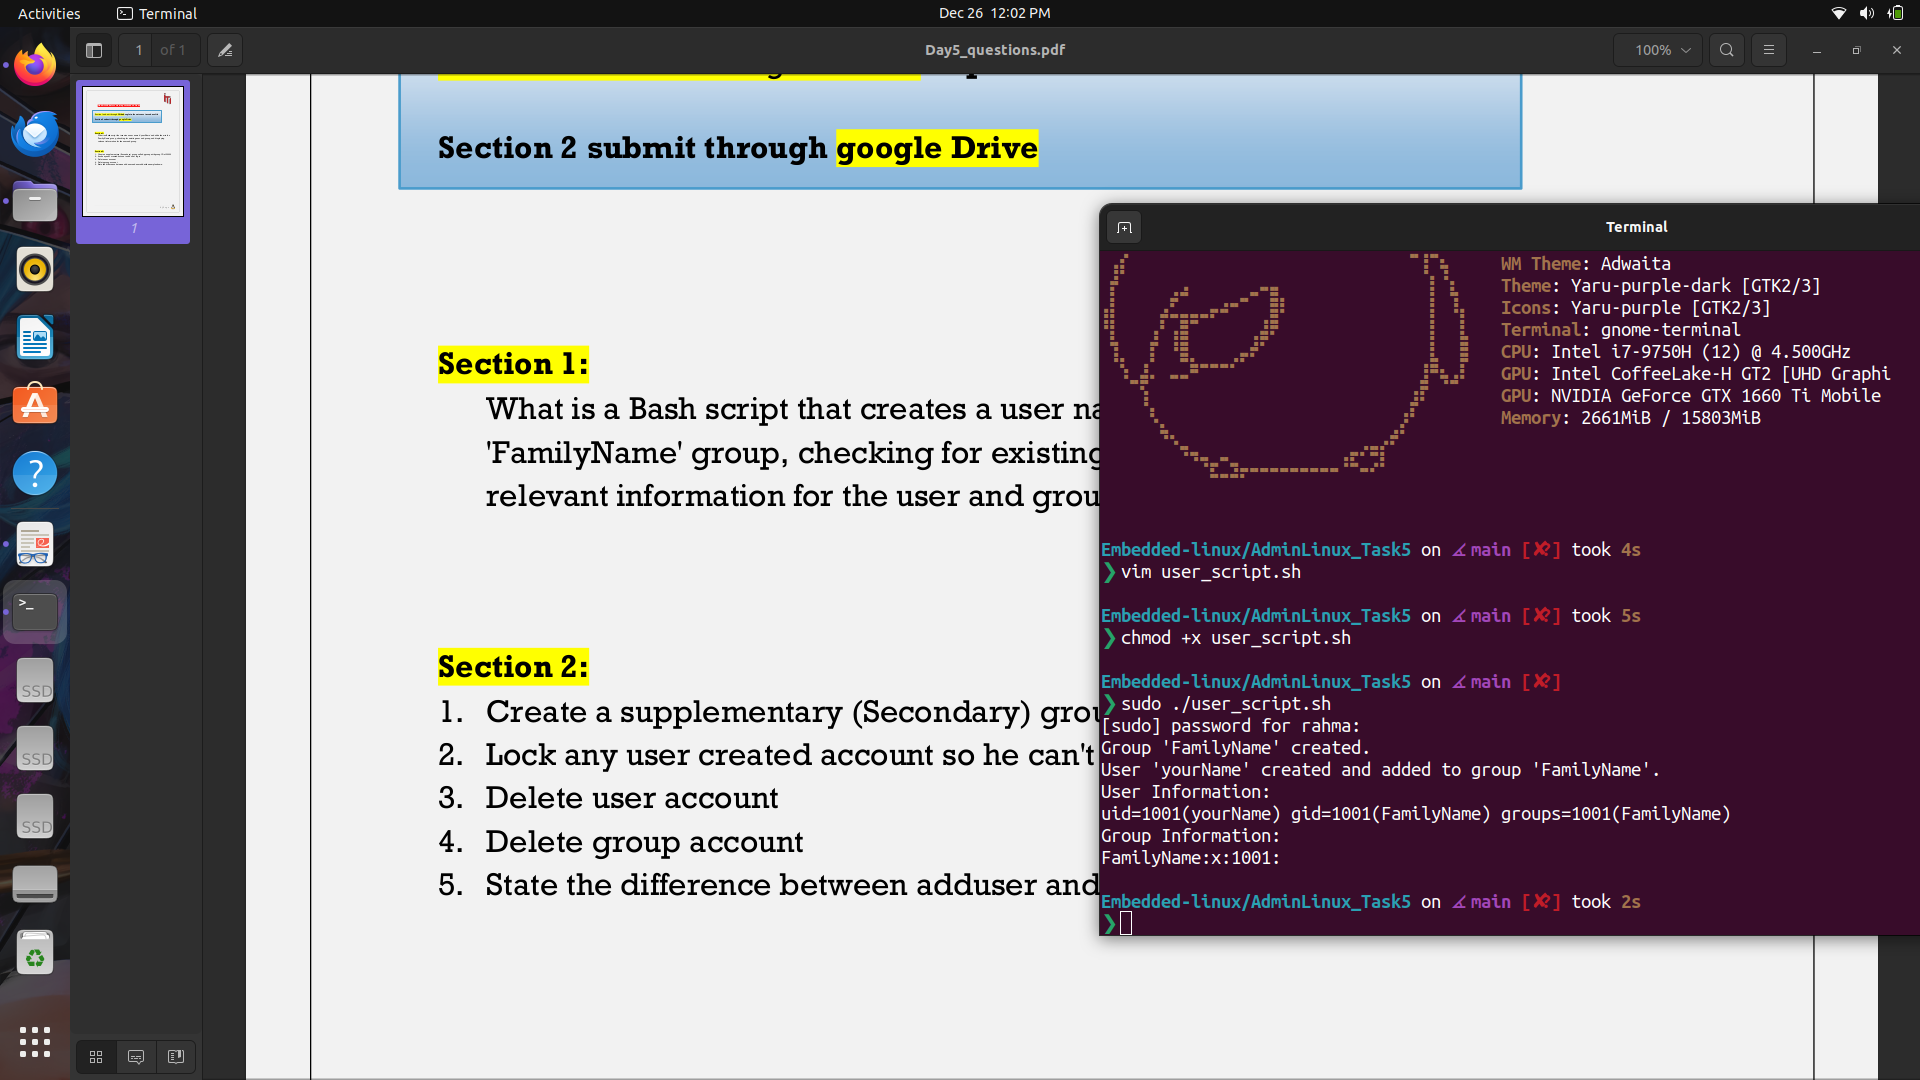 Activities
Terminal
Dec 26 12:02 PM
1 of 1
Day5_questions.pdf
100%
1
Section 2 submit through google Drive
Section 1:
What is a Bash script that creates a user
'FamilyName' group, checking for existing
relevant information for the user and
Section 2:
1. Create a supplementary (Secondary)
2. Lock any user created account so he can't
3. Delete user account
4. Delete group account
5. State the difference between adduser and
SSD
SSD
SSD
Terminal
WM Theme: Adwaita
Theme: Yaru-purple-dark [GTK2/3]
Icons: Yaru-purple [GTK2/3]
Terminal: gnome-terminal
CPU: Intel i7-9750H (12) @ 4.500GHz
GPU: Intel CoffeeLake-H GT2 [UHD Graphi
GPU: NVIDIA GeForce GTX 1660 Ti Mobile
Memory: 2661MiB / 15803MiB
Embedded-linux/AdminLinux_Task5 on main [✘?] took 4s
❯ vim user_script.sh
Embedded-linux/AdminLinux_Task5 on main [✘?] took 5s
❯ chmod +x user_script.sh
Embedded-linux/AdminLinux_Task5 on main [✘?]
❯ sudo ./user_script.sh
[sudo] password for rahma:
Group 'FamilyName' created.
User 'yourName' created and added to group 'FamilyName'.
User Information:
uid=1001(yourName) gid=1001(FamilyName) groups=1001(FamilyName)
Group Information:
FamilyName:x:1001:
Embedded-linux/AdminLinux_Task5 on main [✘?] took 2s
❯